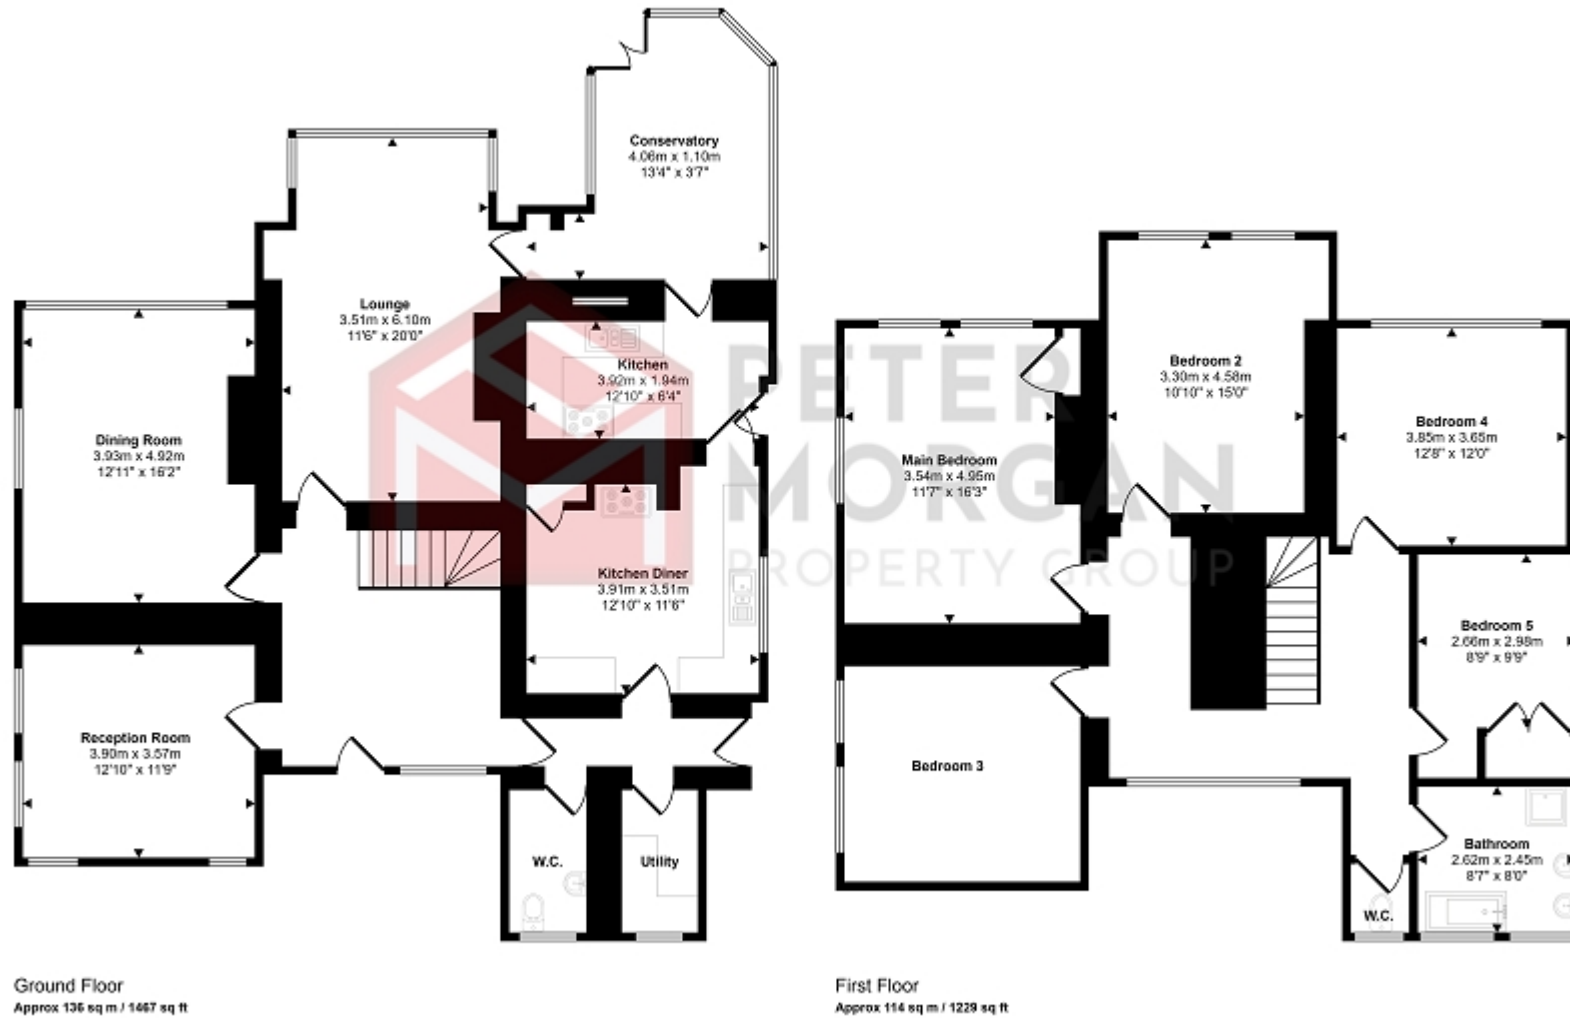 Conservatory
4.06m x 1.10m
13'4" x 3'7"
Lounge
3.51m x 6.10m
11'6" x 20'0"
Kitchen
3.92m x 1.94m
12'10" x 6'4"
Dining Room
3.93m x 4.92m
12'11" x 16'2"
Kitchen Diner
3.91m x 3.51m
12'10" x 11'6"
Reception Room
3.90m x 3.57m
12'10" x 11'9"
W.C.
Utility
Ground Floor
Approx 136 sq m / 1467 sq ft
PETER
MORGAN
PROPERTY GROUP
Bedroom 2
3.30m x 4.58m
10'10" x 15'0"
Bedroom 4
3.85m x 3.65m
12'8" x 12'0"
Main Bedroom
3.54m x 4.95m
11'7" x 16'3"
Bedroom 5
2.66m x 2.98m
8'9" x 9'9"
Bedroom 3
Bathroom
2.62m x 2.45m
8'7" x 8'0"
W.C.
First Floor
Approx 114 sq m / 1229 sq ft